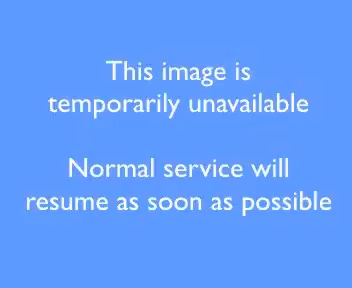 This image is
temporarily unavailable
Normal service will
resume as soon as possible